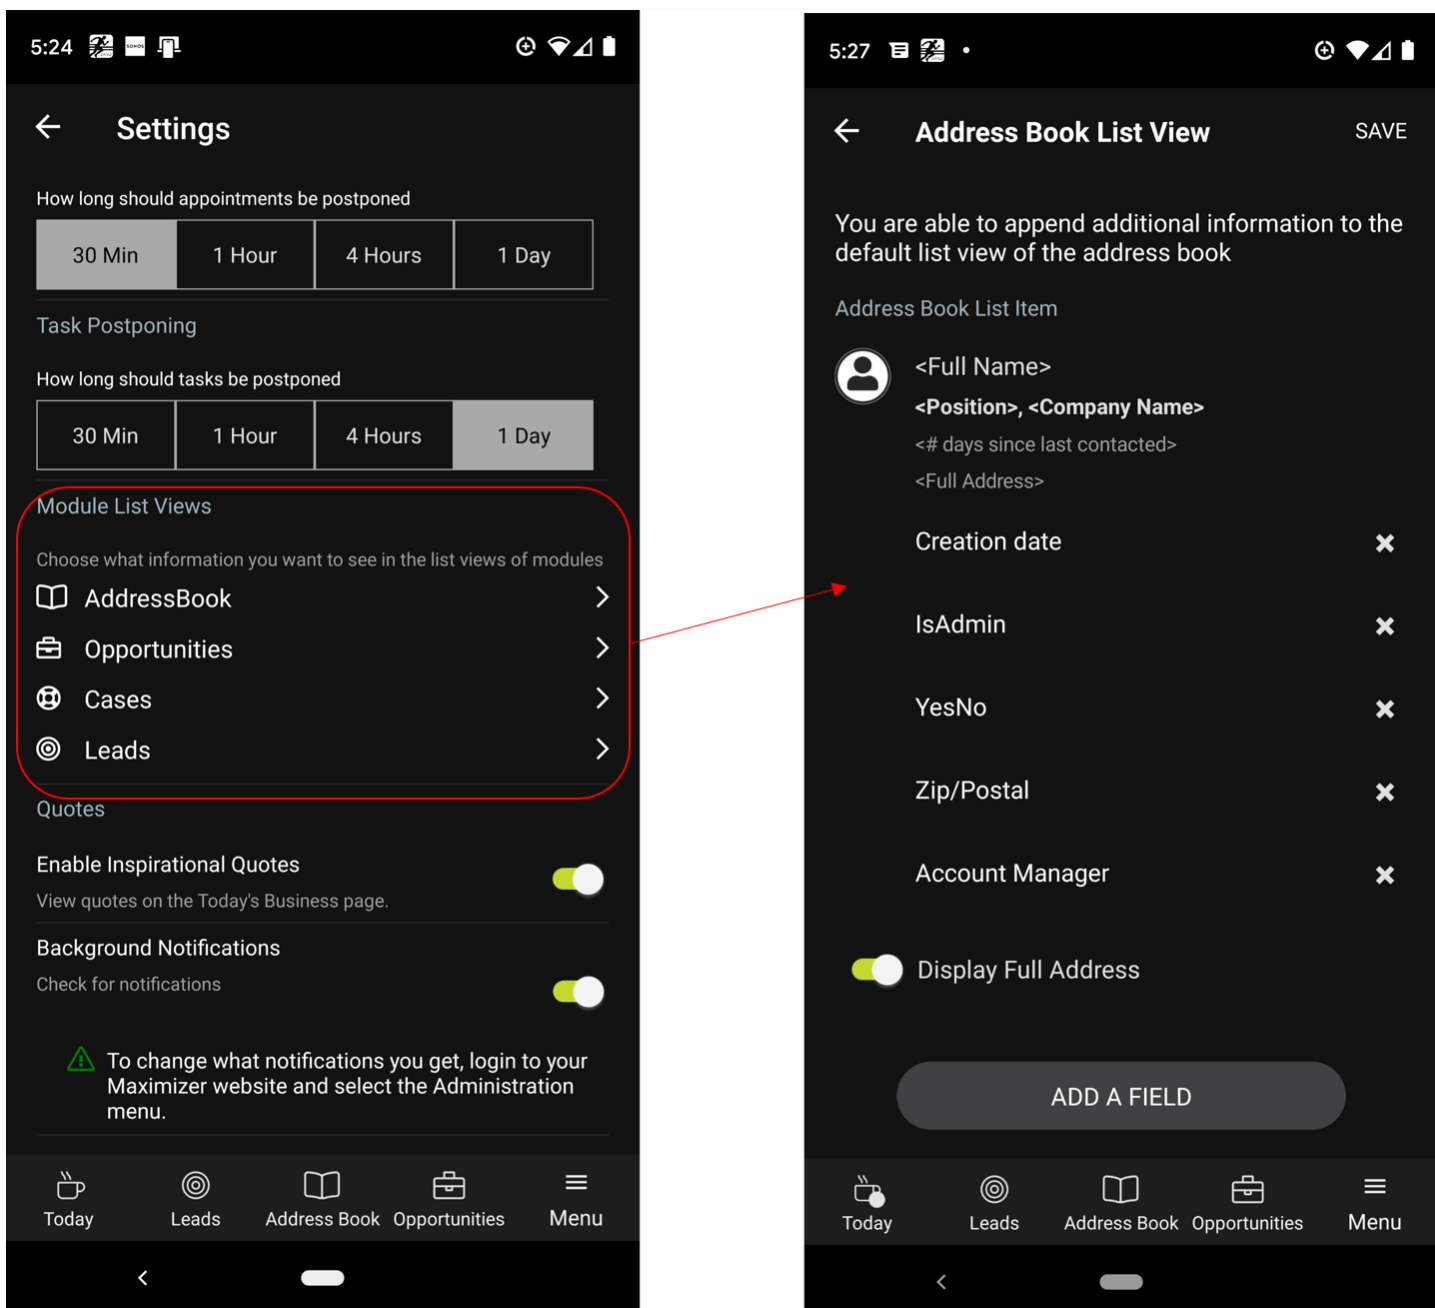 5:24
SONOS
Settings
How long should appointments be postponed
30 Min 1 Hour 4 Hours 1 Day
Task Postponing
How long should tasks be postponed
30 Min 1 Hour 4 Hours 1 Day
Module List Views
Choose what information you want to see in the list views of modules
AddressBook
Opportunities
Cases
Leads
Quotes
Enable Inspirational Quotes
View quotes on the Today's Business page.
Background Notifications
Check for notifications
To change what notifications you get, login to your
Maximizer website and select the Administration
menu.
Today Leads Address Book Opportunities Menu
5:27
Address Book List View SAVE
You are able to append additional information to the
default list view of the address book
Address Book List Item
<Full Name>
<Position>, <Company Name>
<# days since last contacted>
<Full Address>
Creation date
IsAdmin
YesNo
Zip/Postal
Account Manager
Display Full Address
ADD A FIELD
Today Leads Address Book Opportunities Menu